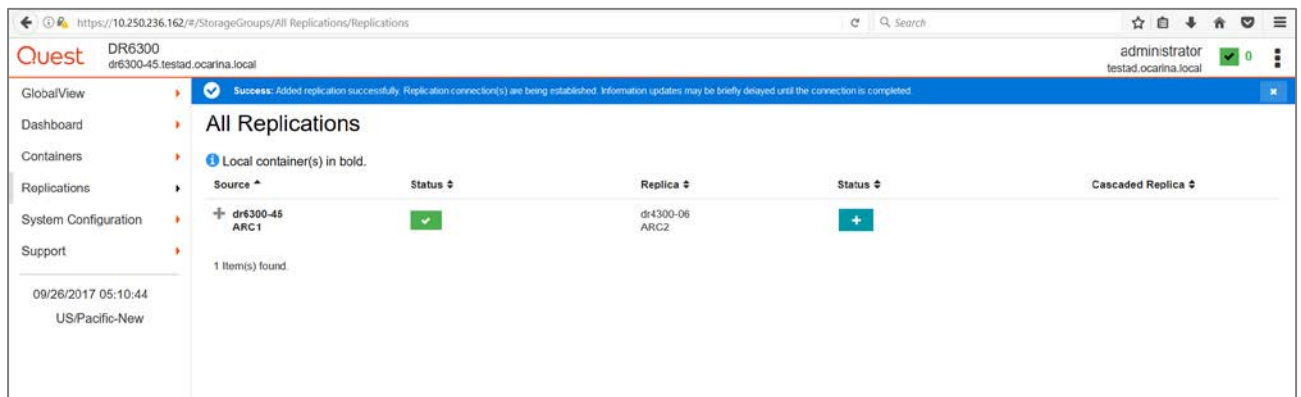 https://10.250.236.162/#/StorageGroups/All Replications/Replications
Search
Quest
DR6300
dr6300-45.testad.ocarina.local
administrator
testad.ocarina.local
0
GlobalView
Dashboard
Containers
Replications
System Configuration
Support
09/26/2017 05:10:44
US/Pacific-New
Success: Added replication successfully. Replication connection(s) are being established. Information updates may be briefly delayed until the connection is completed.
All Replications
Local container(s) in bold.
Source Status Replica Status Cascaded Replica
dr6300-45 dr4300-06
ARC1 ARC2
1 Item(s) found.